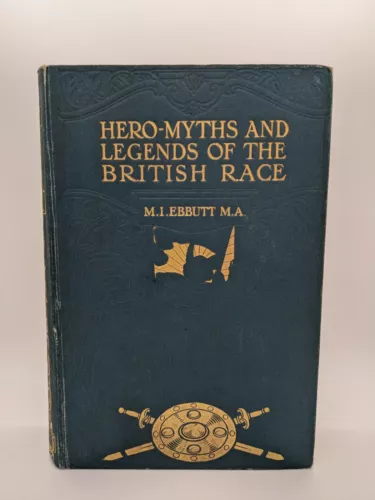 HERO-MYTHS AND
LEGENDS OF THE
BRITISH RACE
M.I.EBBUTT M.A.